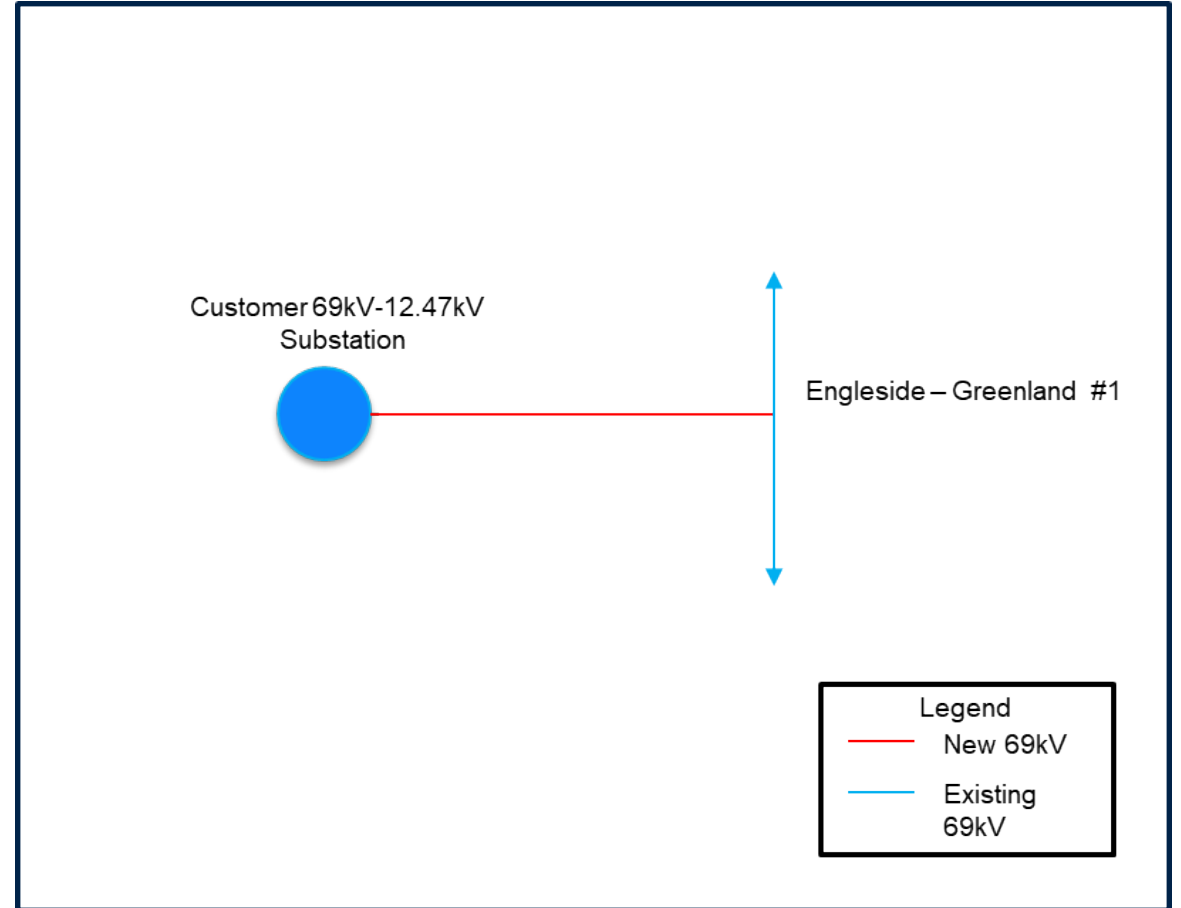 Customer 69kV-12.47kV
Substation
Engleside – Greenland #1
Legend
New 69kV
Existing
69kV